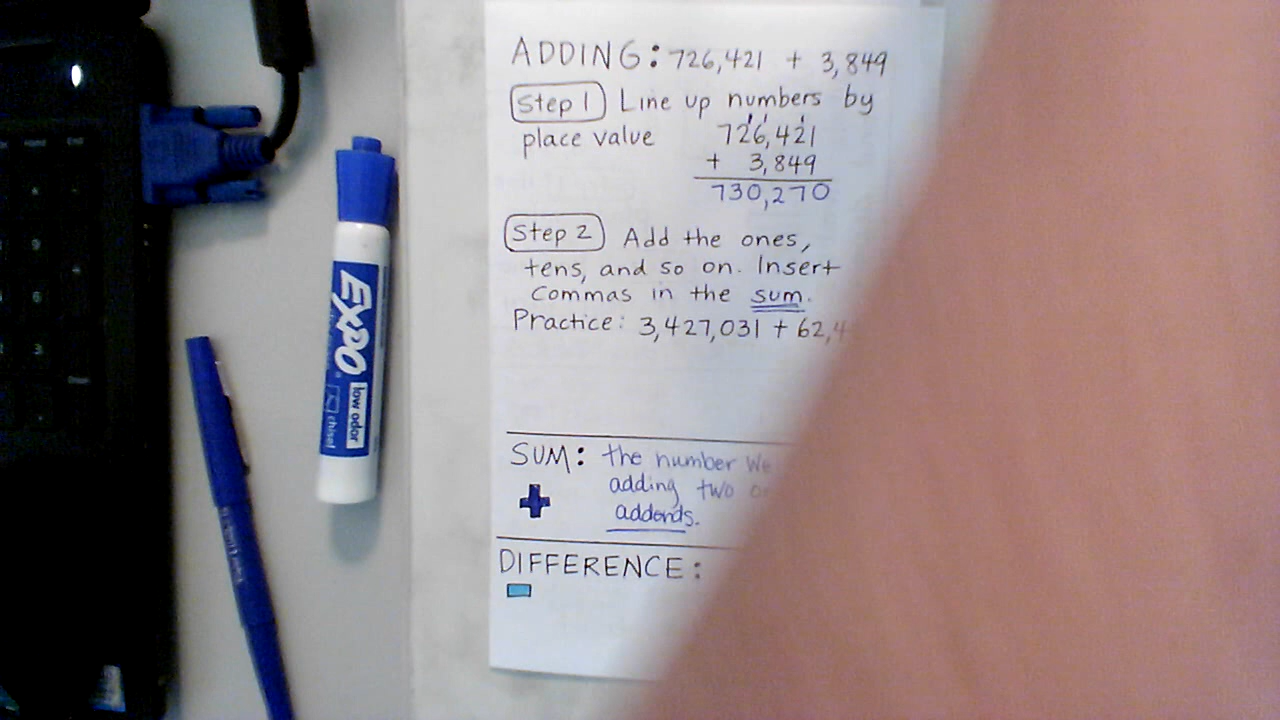 ADDING: 726,421 + 3,849
Step 1 Line up numbers by
place value 726,421
+ 3,849
730,270
Step 2 Add the ones,
tens, and so on. Insert
commas in the sum.
Practice: 3,427,031 + 62,4
SUM: the number we
adding two
addends.
DIFFERENCE:
EXPO
low odor
chisel